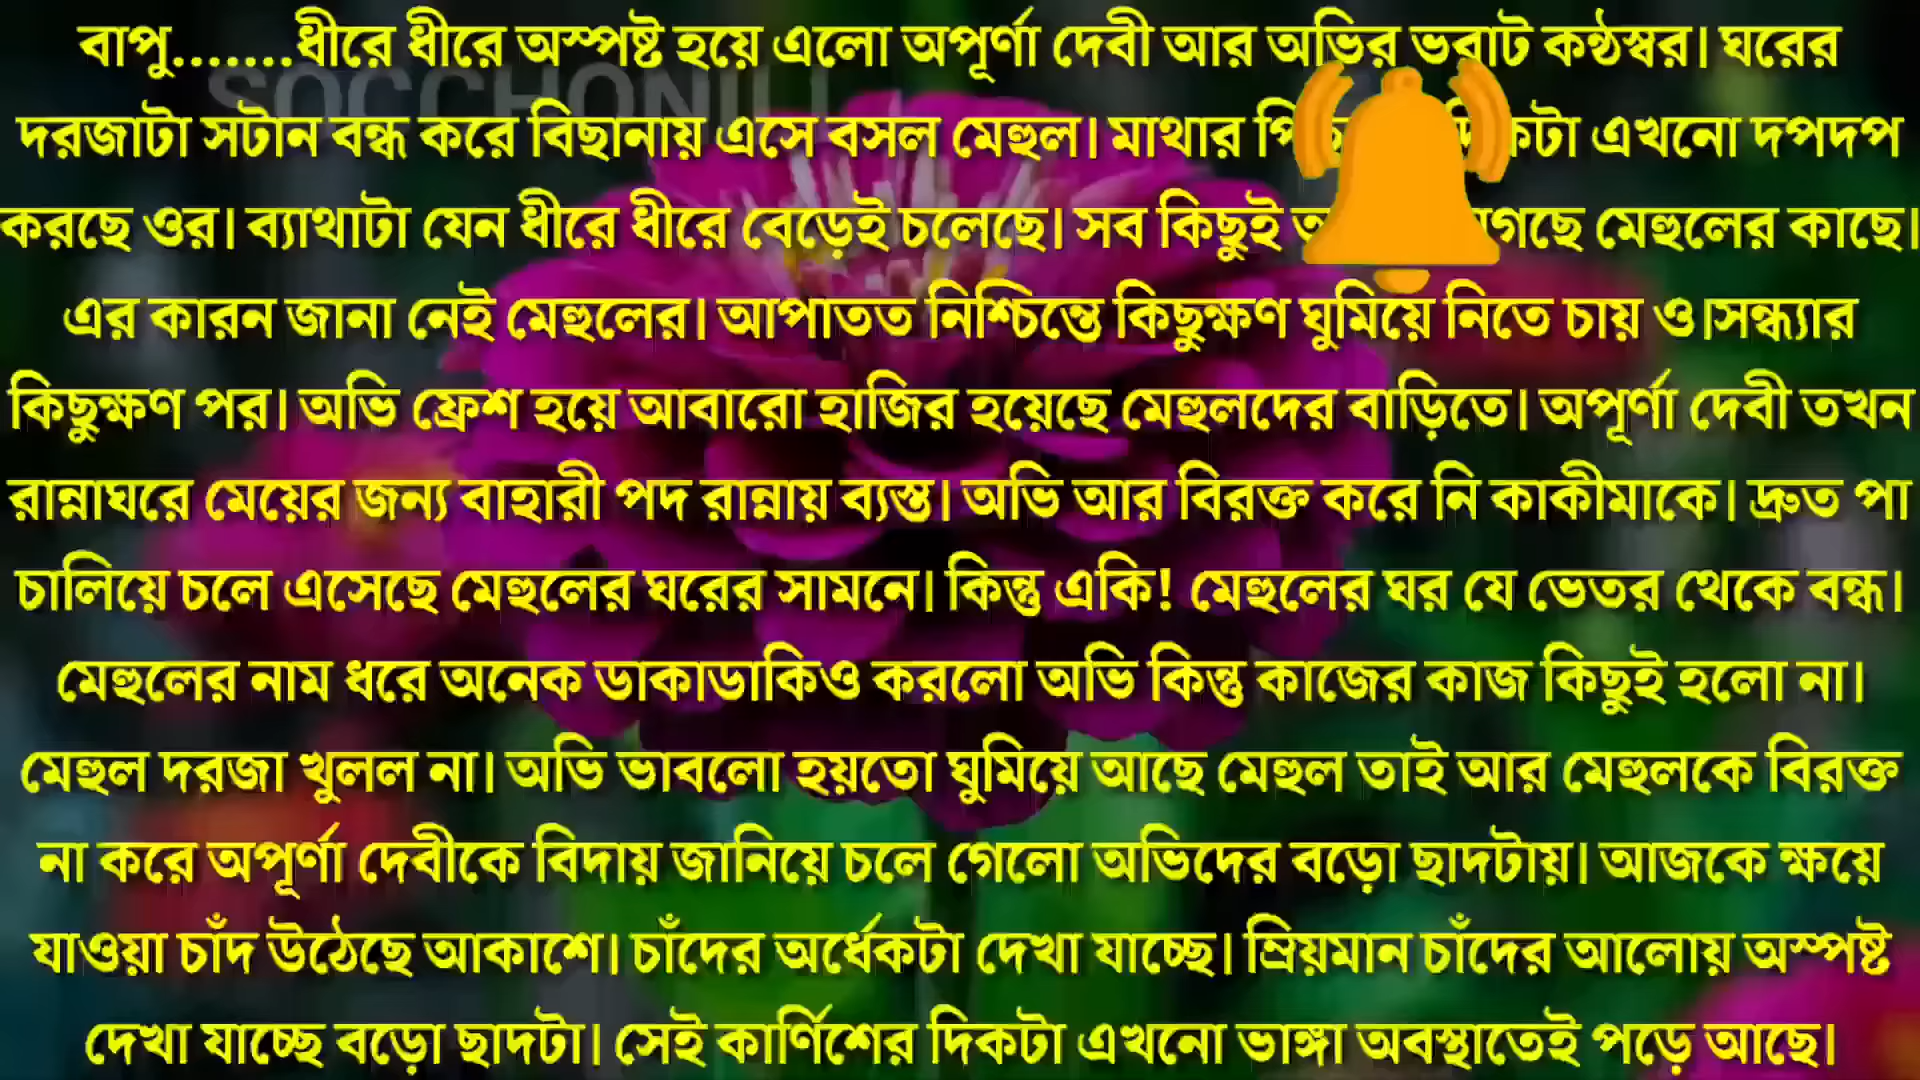 বাপু.......ধীরে ধীরে অস্পষ্ট হয়ে এলো অপূর্ণা দেবী আর অভির ভরাট কন্ঠস্বর। ঘরের
SOCCHONILL
দরজাটা সটান বন্ধ করে বিছানায় এসে বসল মেহুল। মাথার এখনো দপদপ
করছে ওর। ব্যাথাটা যেন ধীরে ধীরে বেড়েই চলেছে। সব কিছুই মেহুলের কাছে।
এর কারন জানা নেই মেহুলের। আপাতত নিশ্চিন্তে কিছুক্ষণ ঘুমিয়ে নিতে চায় ও।সন্ধ্যার
কিছুক্ষণ পর। অভি ফ্রেশ হয়ে আবারো হাজির হয়েছে মেহুলদের বাড়িতে। অপূর্ণা দেবী তখন
রান্নাঘরে মেয়ের জন্য বাহারী পদ রান্নায় ব্যস্ত। অভি আর বিরক্ত করে নি কাকীমাকে। দ্রুত পা
চালিয়ে চলে এসেছে মেহুলের ঘরের সামনে। কিন্তু একি! মেহুলের ঘর যে ভেতর থেকে বন্ধ।
মেহুলের নাম ধরে অনেক ডাকাডাকিও করলো অভি কিন্তু কাজের কাজ কিছুই হলো না।
মেহুল দরজা খুলল না। অভি ভাবলো হয়তো ঘুমিয়ে আছে মেহুল তাই আর মেহুলকে বিরক্ত
না করে অপূর্ণা দেবীকে বিদায় জানিয়ে চলে গেলো অভিদের বড়ো ছাদটায়। আজকে ক্ষয়ে
যাওয়া চাঁদ উঠেছে আকাশে। চাঁদের অর্ধেকটা দেখা যাচ্ছে। ম্রিয়মান চাঁদের আলোয় অস্পষ্ট
দেখা যাচ্ছে বড়ো ছাদটা। সেই কার্ণিশের দিকটা এখনো ভাঙ্গা অবস্থাতেই পড়ে আছে।